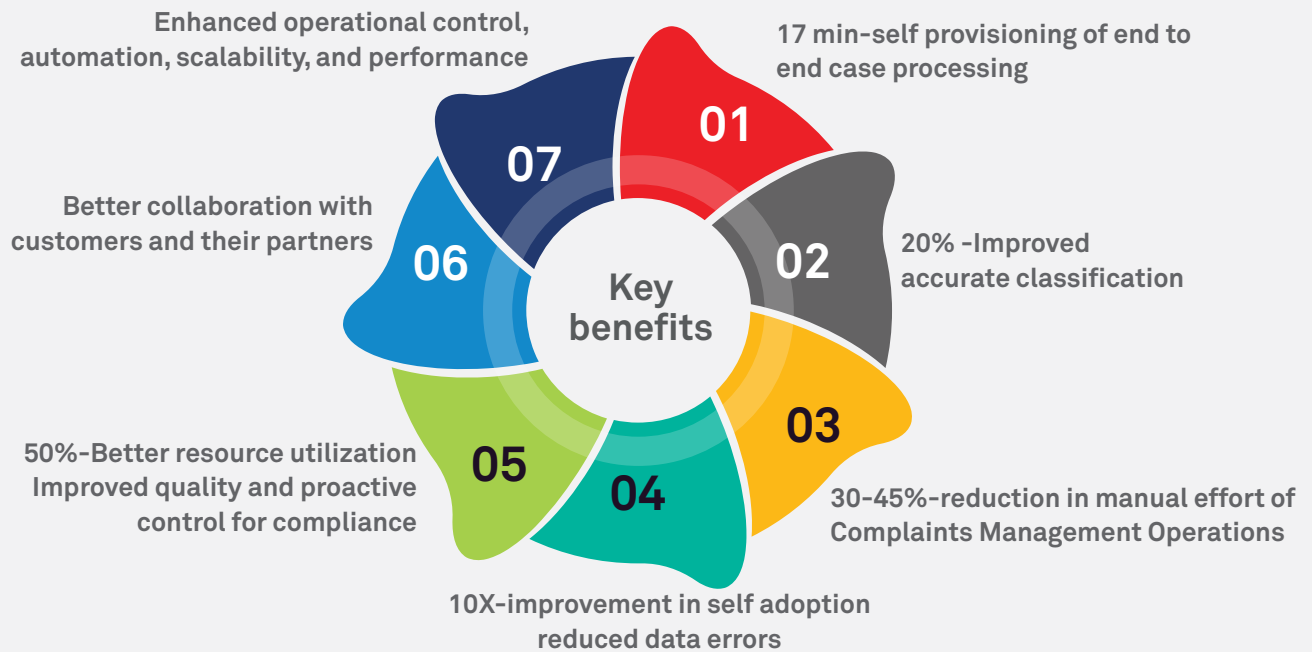 Key
benefits
01
17 min-self provisioning of end to
end case processing
02
20% -Improved
accurate classification
03
30-45%-reduction in manual effort of
Complaints Management Operations
04
10X-improvement in self adoption
reduced data errors
05
50%-Better resource utilization
Improved quality and proactive
control for compliance
06
Better collaboration with
customers and their partners
07
Enhanced operational control,
automation, scalability, and performance